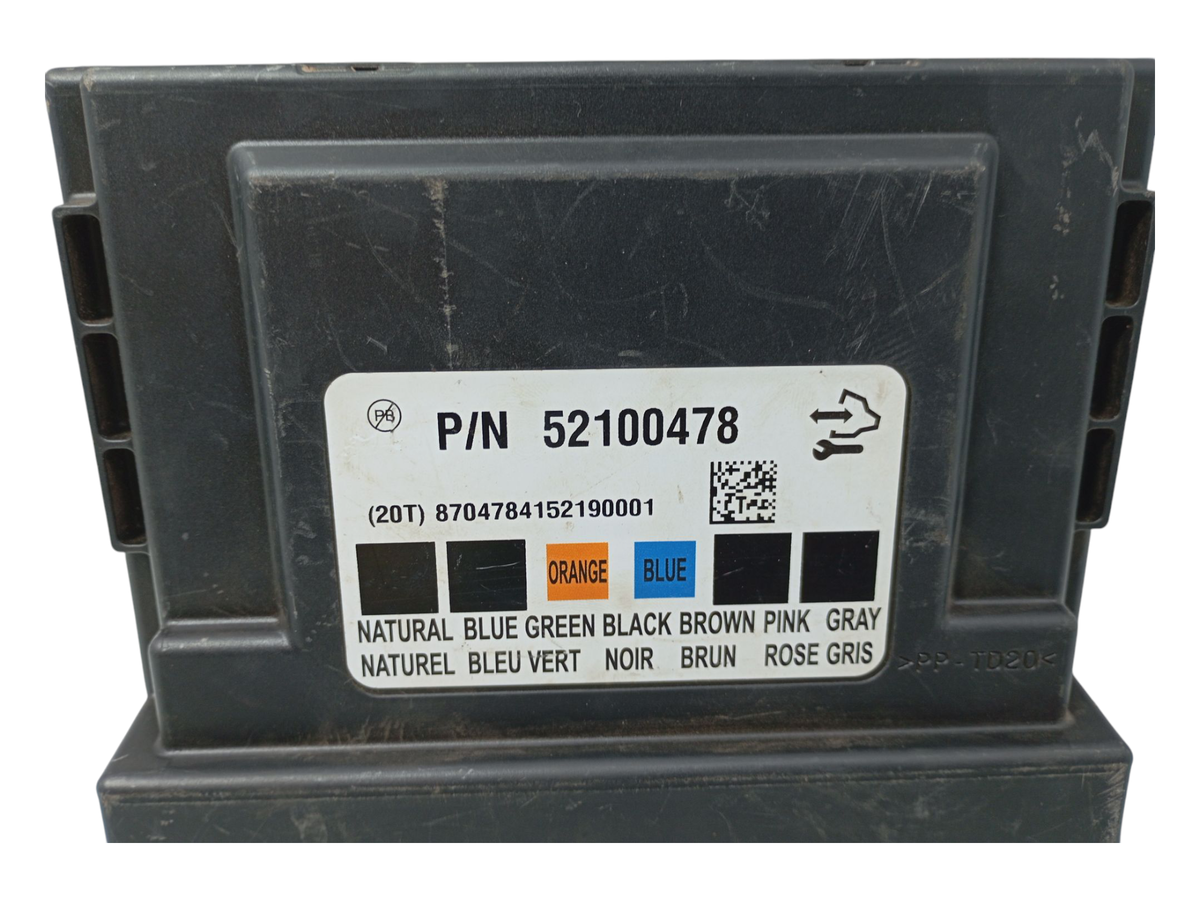 PB
P/N 52100478
(20T) 8704784152190001
ORANGE BLUE
NATURAL BLUE GREEN BLACK BROWN PINK GRAY
NATUREL BLEU VERT NOIR BRUN ROSE GRIS
>PP-TD20<